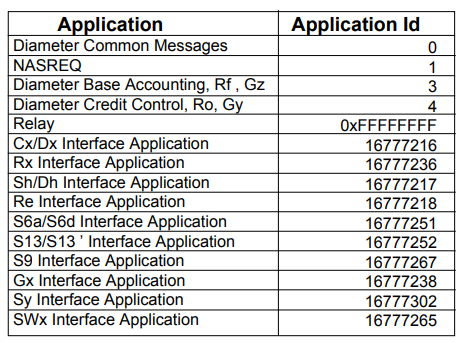 Application Application Id
Diameter Common Messages 0
NASREQ 1
Diameter Base Accounting, Rf , Gz 3
Diameter Credit Control, Ro, Gy 4
Relay 0xFFFFFFFF
Cx/Dx Interface Application 16777216
Rx Interface Application 16777236
Sh/Dh Interface Application 16777217
Re Interface Application 16777218
S6a/S6d Interface Application 16777251
S13/S13 ’ Interface Application 16777252
S9 Interface Application 16777267
Gx Interface Application 16777238
Sy Interface Application 16777302
SWx Interface Application 16777265